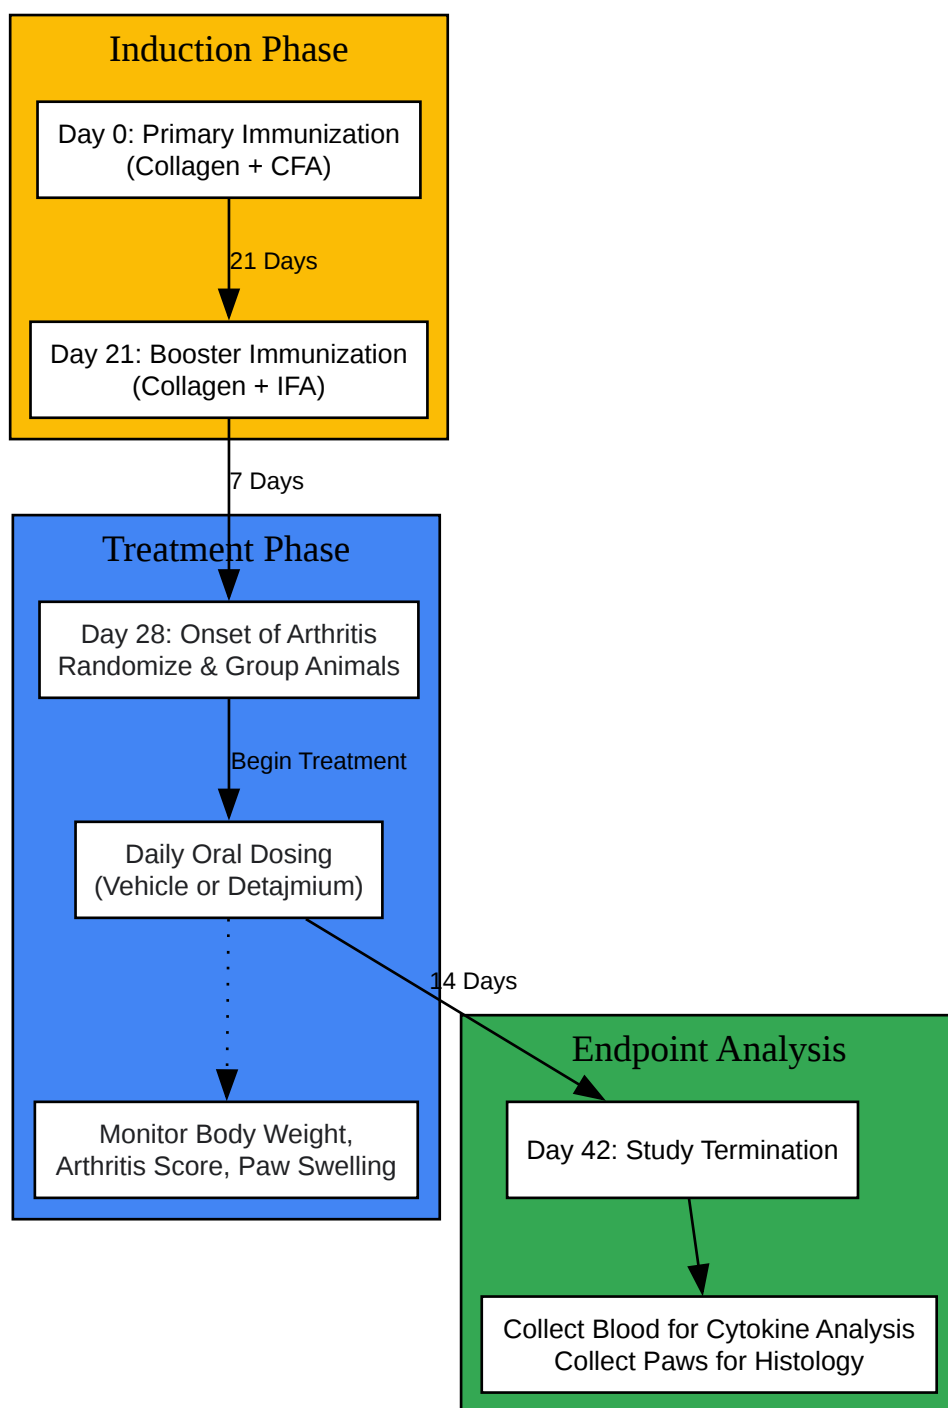 Induction Phase
Day 0: Primary Immunization
(Collagen + CFA)
21 Days
Day 21: Booster Immunization
(Collagen + IFA)
7 Days
Treatment Phase
Day 28: Onset of Arthritis
Randomize & Group Animals
Begin Treatment
Daily Oral Dosing
(Vehicle or Detajmium)
14 Days
Monitor Body Weight,
Arthritis Score, Paw Swelling
Endpoint Analysis
Day 42: Study Termination
Collect Blood for Cytokine Analysis
Collect Paws for Histology